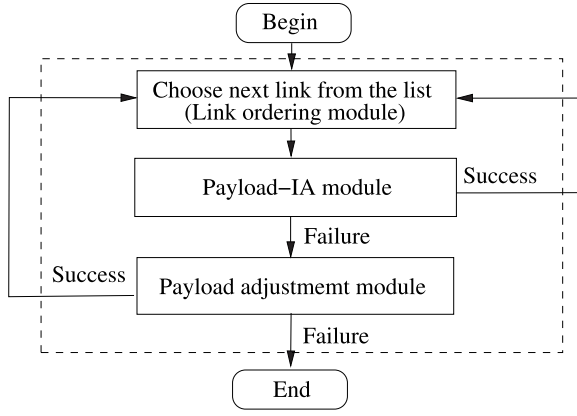 Begin
Choose next link from the list
(Link ordering module)
Payload−IA module
Success
Failure
Success
Payload adjustmemt module
Failure
End